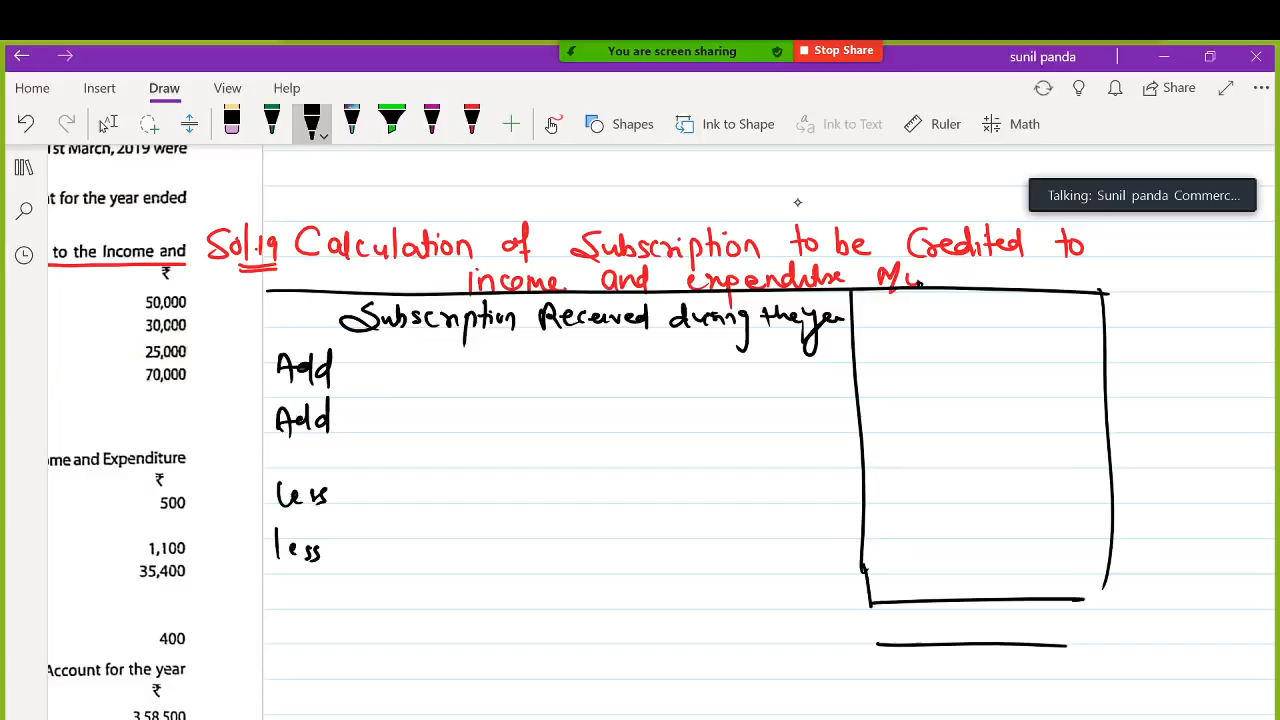 You are screen sharing
Stop Share
sunil panda
Home Insert Draw View Help
Share
Shapes Ink to Shape Ink to Text Ruler Math
1st March, 2019 were
Talking: Sunil panda Commerc...
t for the year ended
to the Income and
₹
50,000
30,000
25,000
70,000
ome and Expenditure
₹
500
1,100
35,400
400
Account for the year
₹
3,58,500
Sol.19 Calculation of Subscription to be Credited to
income and expenditure A/c
Subscription Received during the year
Add
Add
Less
less